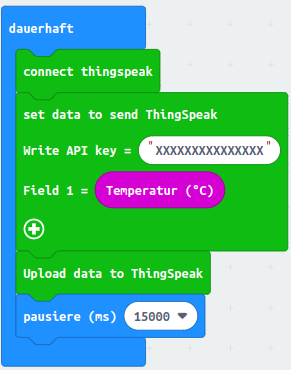 dauerhaft
connect thingspeak
set data to send ThingSpeak
Write API key = "XXXXXXXXXXXXXXX"
Field 1 = Temperatur (°C)
Upload data to ThingSpeak
pausiere (ms) 15000